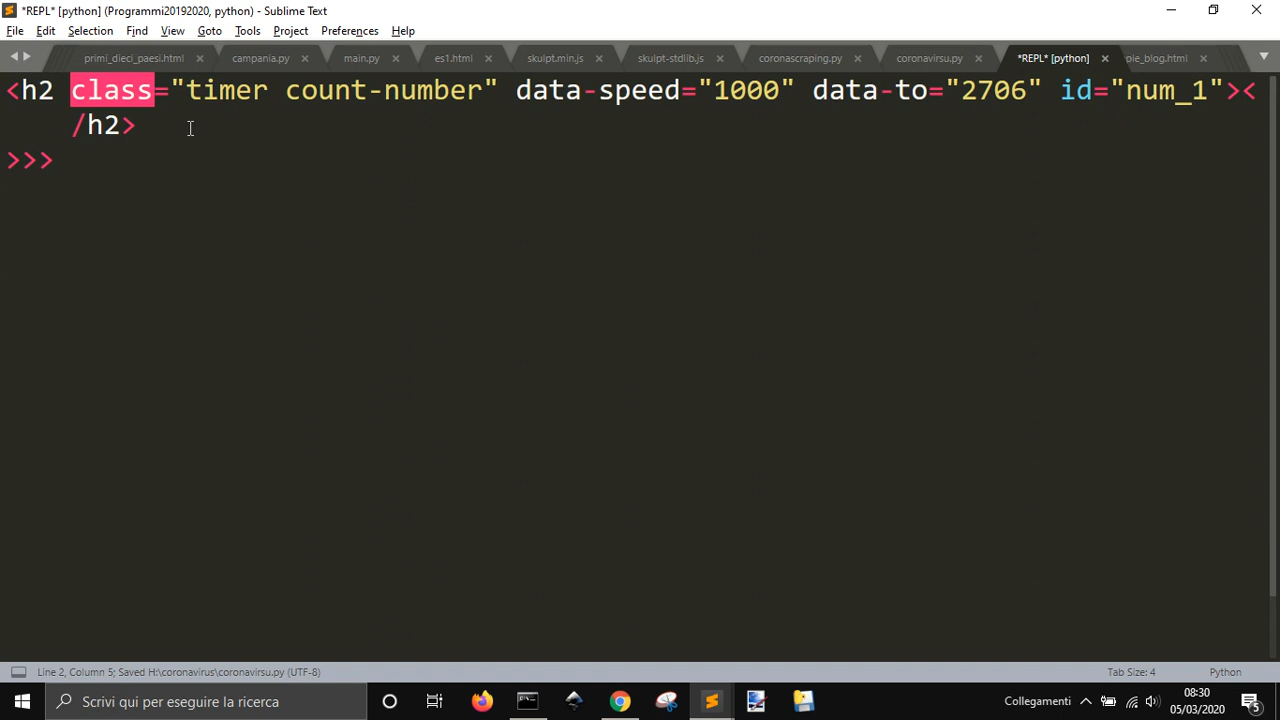 *REPL* [python] (Programmi20192020, python) - Sublime Text
File Edit Selection Find View Goto Tools Project Preferences Help
primi_dieci_paesi.html campania.py main.py es1.html skulpt.min.js skulpt-stdlib.js coronascraping.py coronavirsu.py *REPL* [python] ple_blog.html
<h2 class="timer count-number" data-speed="1000" data-to="2706" id="num_1"><
/h2>
>>>
Line 2, Column 5; Saved H:\coronavirus\coronavirsu.py (UTF-8) Tab Size: 4 Python
Scrivi qui per eseguire la ricerca Collegamenti 08:30
05/03/2020 5